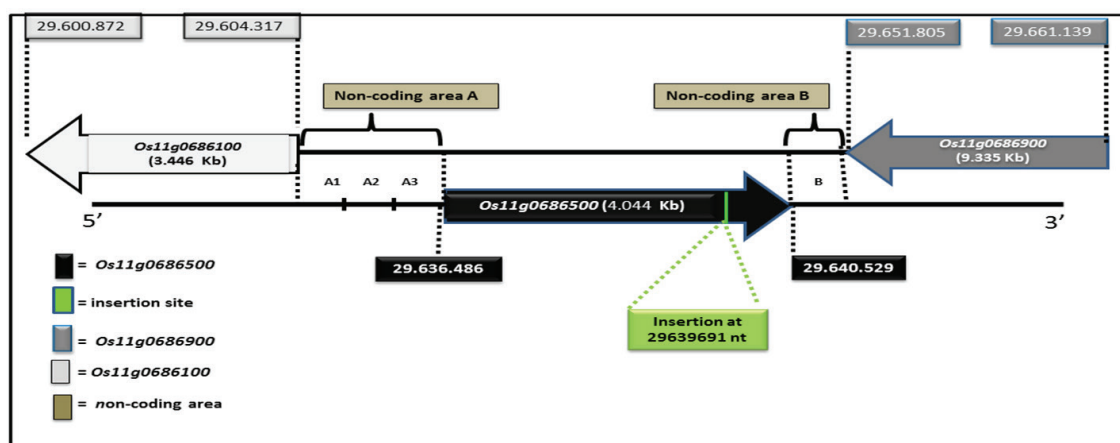 29.600.872
29.604.317
29.651.805
29.661.139
Non-coding area A
Non-coding area B
Os11g0686100
(3.446 Kb)
Os11g0686900
(9.335 Kb)
A1
A2
A3
B
Os11g0686500 (4.044 Kb)
5’
3’
29.636.486
29.640.529
= Os11g0686500
= insertion site
= Os11g0686900
= Os11g0686100
= non-coding area
Insertion at
29639691 nt